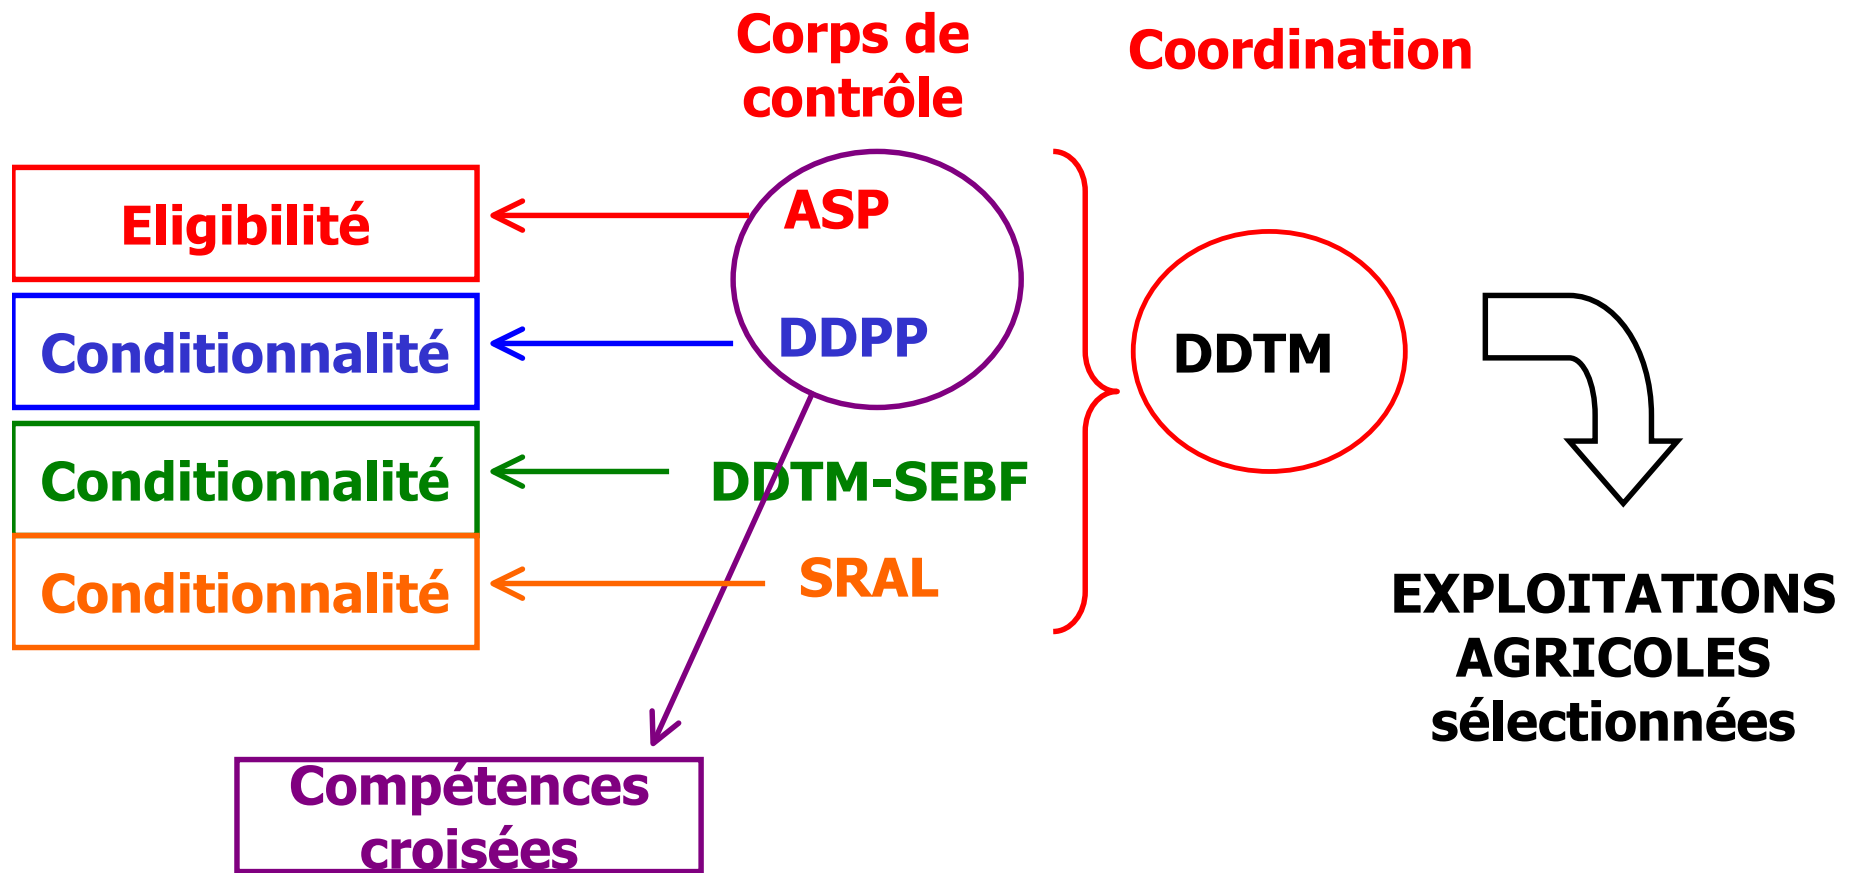 Corps de
contrôle
Coordination
Eligibilité
ASP
Conditionnalité
DDPP
DDTM
Conditionnalité
DDTM-SEBF
Conditionnalité
SRAL
EXPLOITATIONS
AGRICOLES
sélectionnées
Compétences
croisées